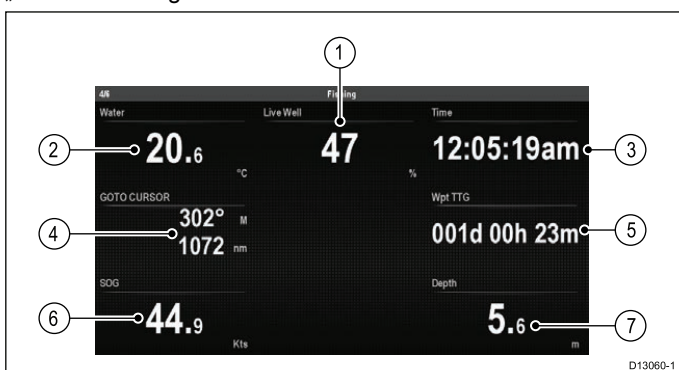 1
4/6 Fishing
Water Live Well Time
2 20.6 °C 47 % 12:05:19am 3
GOTO CURSOR Wpt TTG
4 302° M 001d 00h 23m 5
1072 nm
SOG Depth
6 44.9 Kts 5.6 m 7
D13060-1